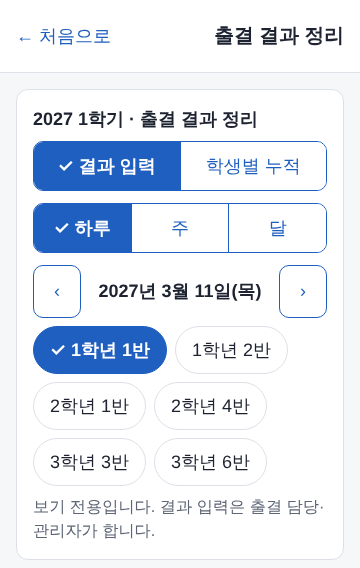 ← 처음으로
출결 결과 정리
2027 1학기 · 출결 결과 정리
✓ 결과 입력
학생별 누적
✓ 하루
주
달
‹
2027년 3월 11일(목)
›
✓ 1학년 1반
1학년 2반
2학년 1반
2학년 4반
3학년 3반
3학년 6반
보기 전용입니다. 결과 입력은 출결 담당·
관리자가 합니다.